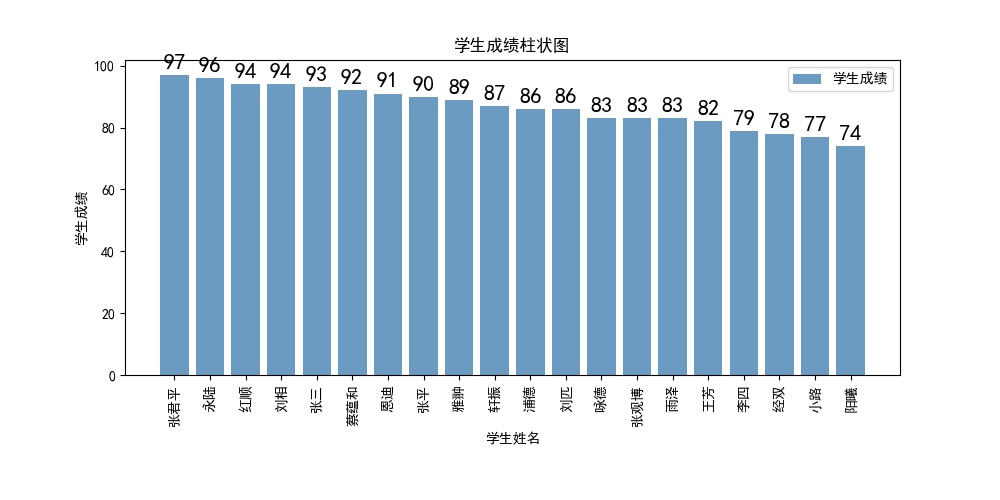 学生成绩柱状图
学生成绩
97 96 94 94 93 92 91 90 89 87 86 86 83 83 83 82 79 78 77 74
100
80
60
40
20
0
学生成绩
张君平 永陆 红顺 刘相 张三 蔡蕴和 恩迪 张平 雅翀 轩振 浦德 刘匹 咏德 张观博 雨泽 王芳 李四 经双 小路 阳曦
学生姓名